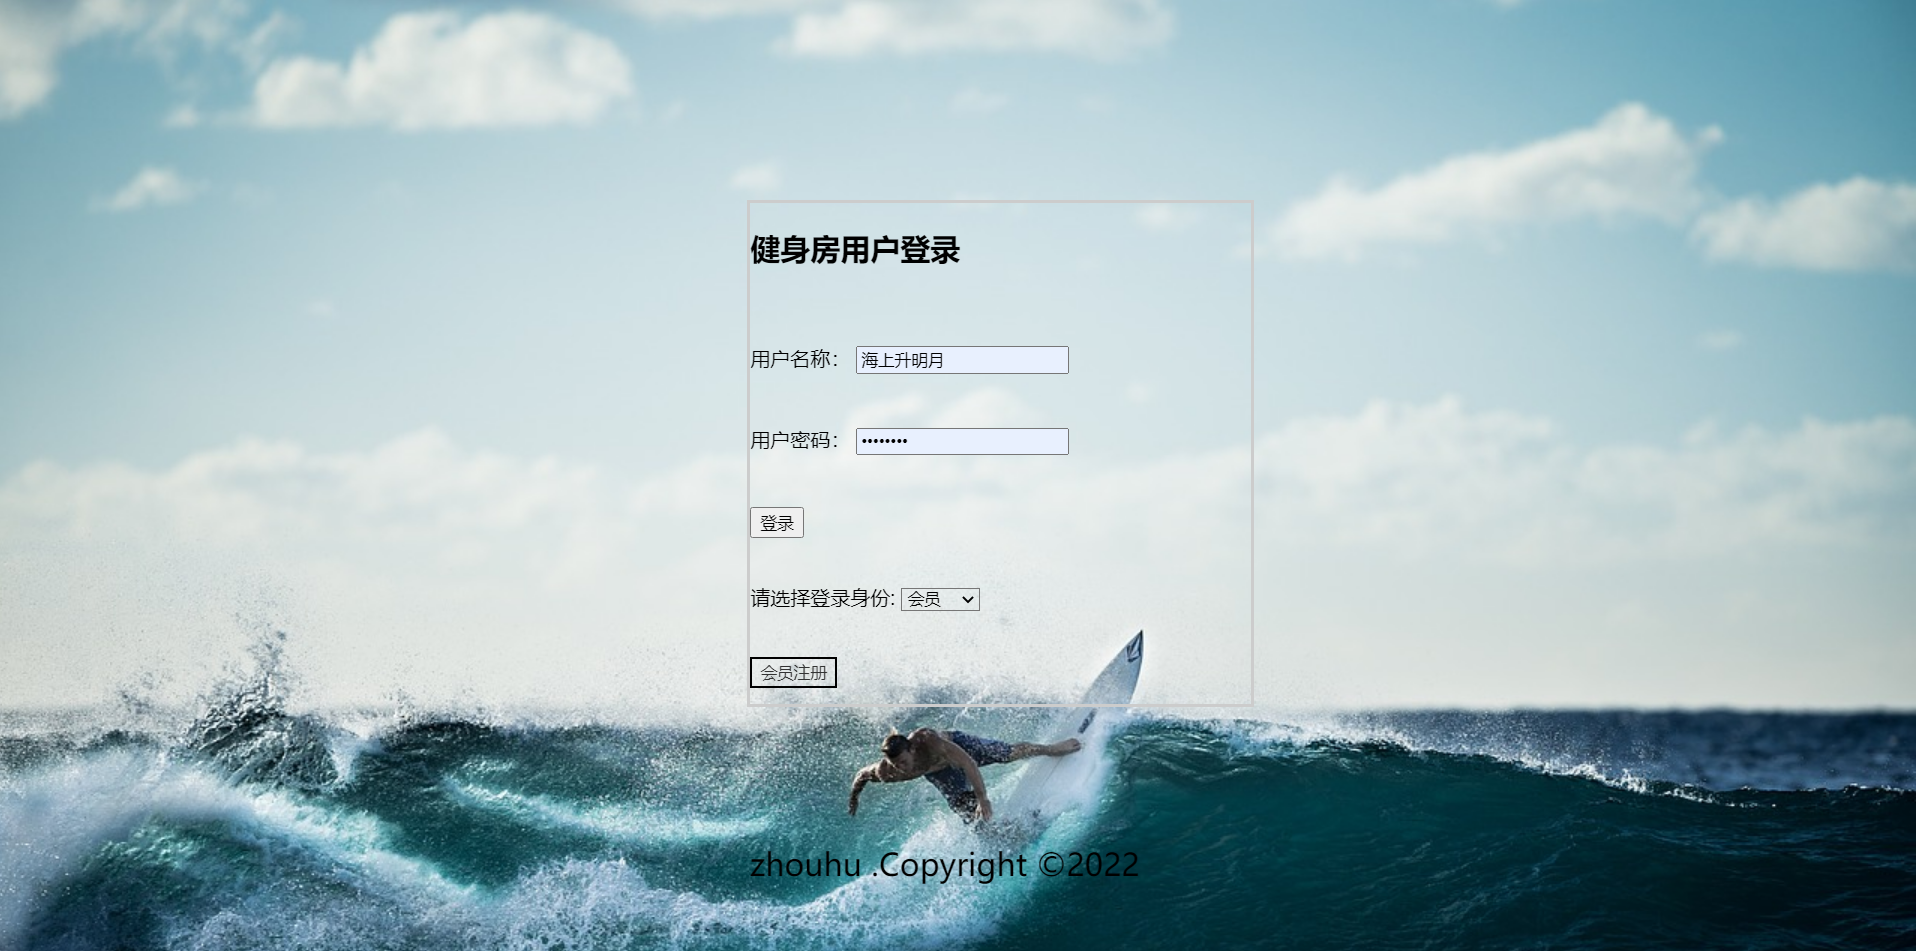 健身房用户登录
用户名称： 海上升明月
用户密码： ••••••••
登录
请选择登录身份: 会员
会员注册
zhouhu .Copyright ©2022